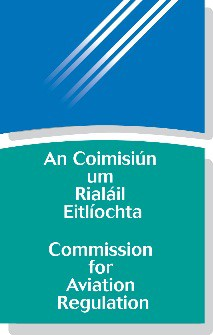 An Coimisiún
um
Rialáil
Eitlíochta
Commission
for
Aviation
Regulation